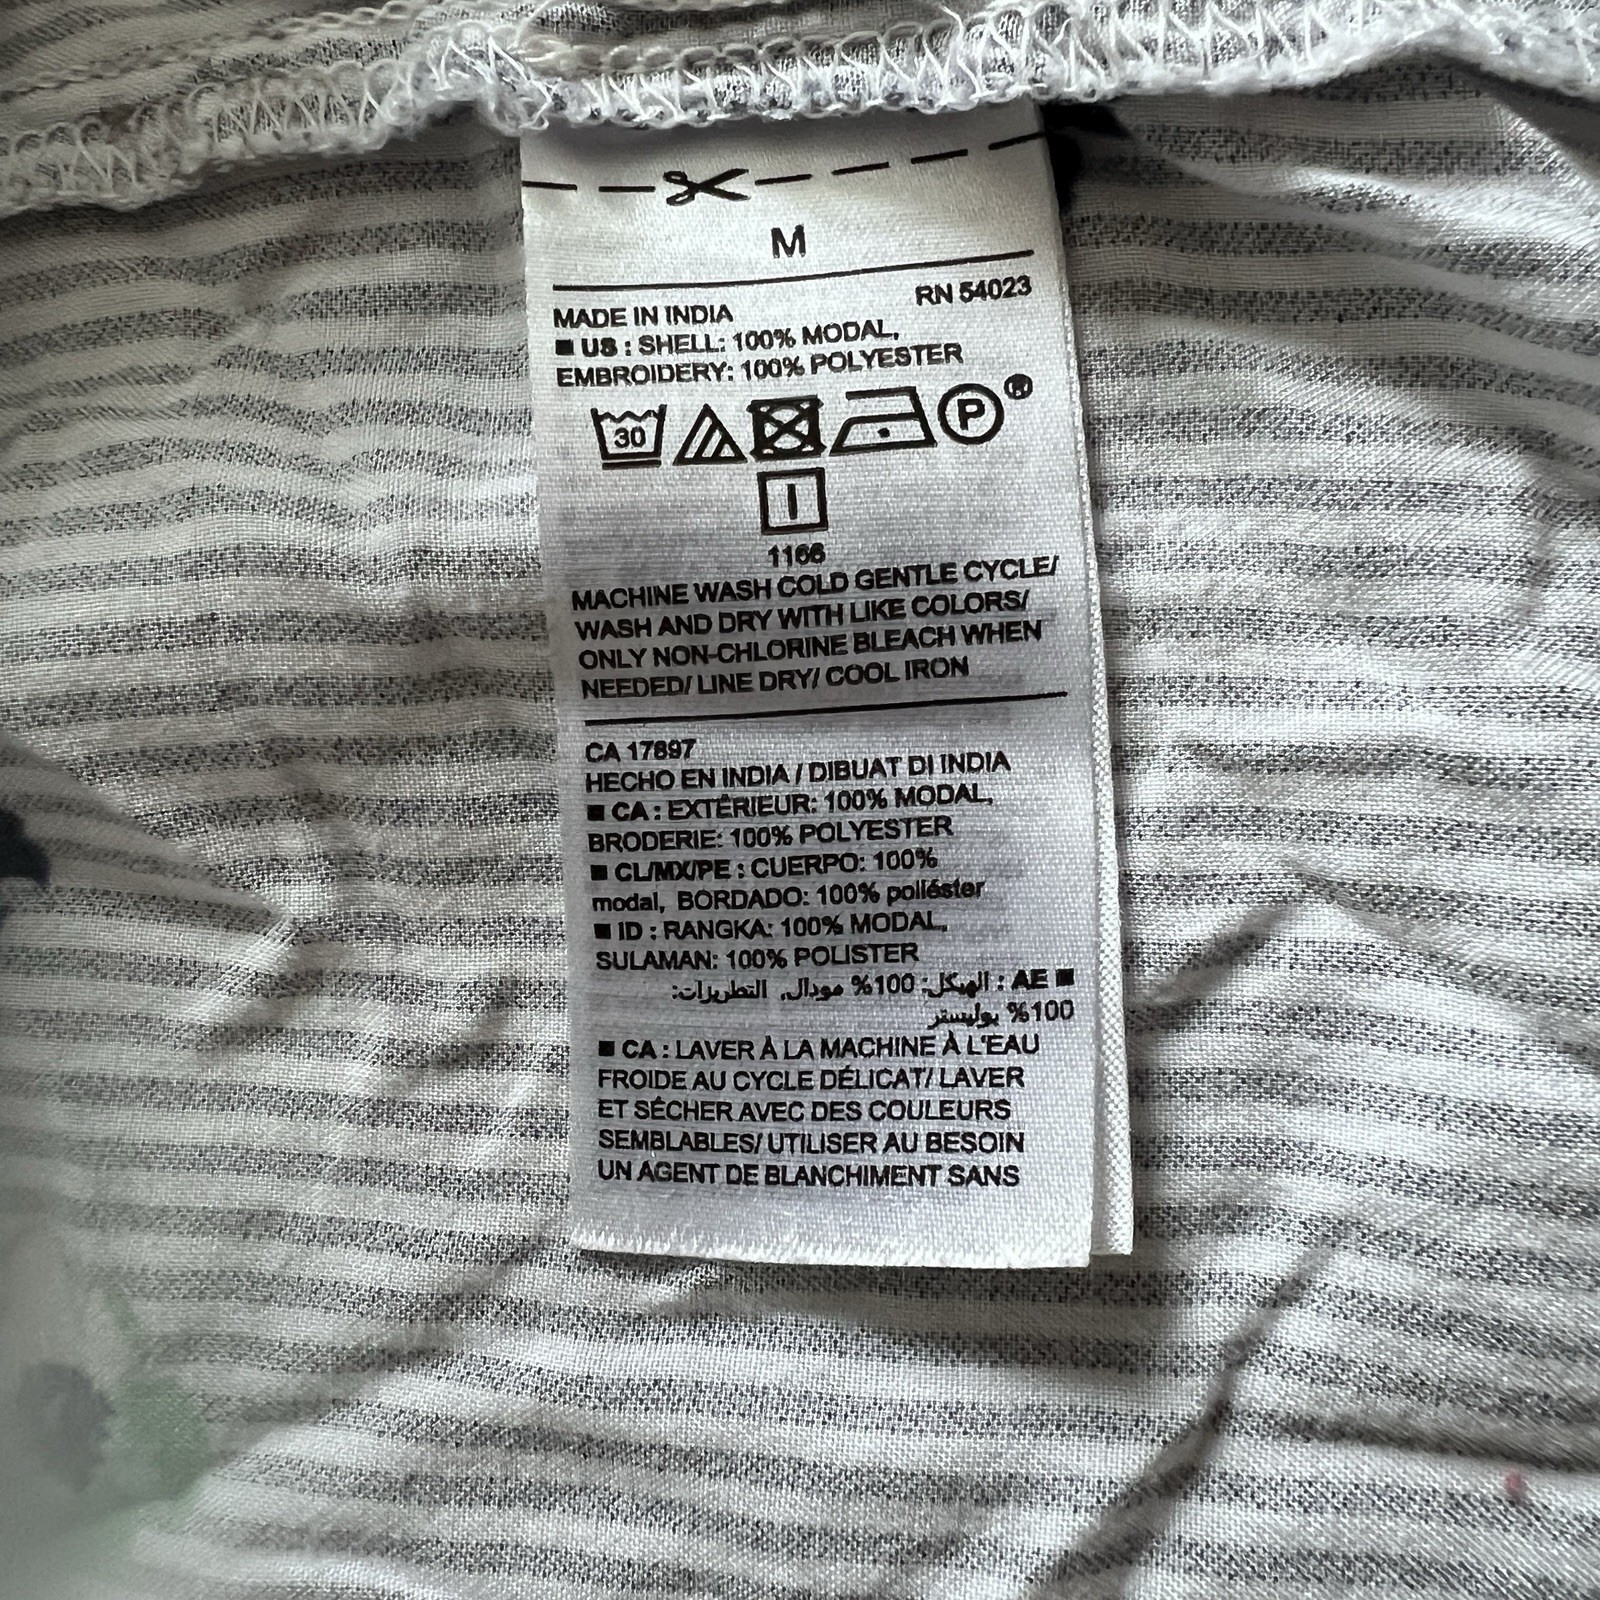 M
RN 54023
MADE IN INDIA
■ US : SHELL: 100% MODAL,
EMBROIDERY: 100% POLYESTER
30 P ®
1166
MACHINE WASH COLD GENTLE CYCLE/
WASH AND DRY WITH LIKE COLORS/
ONLY NON-CHLORINE BLEACH WHEN
NEEDED/ LINE DRY/ COOL IRON
CA 17897
HECHO EN INDIA / DIBUAT DI INDIA
■ CA : EXTÉRIEUR: 100% MODAL,
BRODERIE: 100% POLYESTER
■ CL/MX/PE : CUERPO: 100%
modal, BORDADO: 100% poliéster
■ ID : RANGKA: 100% MODAL,
SULAMAN: 100% POLISTER
■ AE : الهيكل: 100% مودال, التطريزات:
100% بوليستر
■ CA : LAVER À LA MACHINE À L'EAU
FROIDE AU CYCLE DÉLICAT/ LAVER
ET SÉCHER AVEC DES COULEURS
SEMBLABLES/ UTILISER AU BESOIN
UN AGENT DE BLANCHIMENT SANS